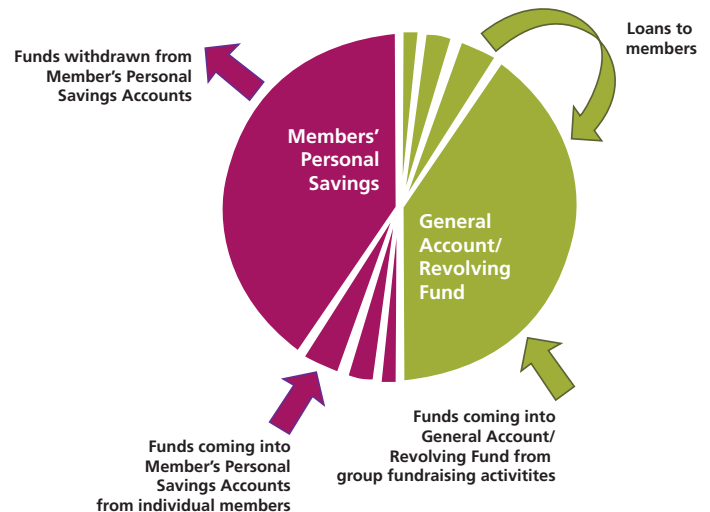 Funds withdrawn from
Member’s Personal
Savings Accounts
Loans to
members
Members’
Personal
Savings
General
Account/
Revolving
Fund
Funds coming into
Member’s Personal
Savings Accounts
from individual members
Funds coming into
General Account/
Revolving Fund from
group fundraising activitites